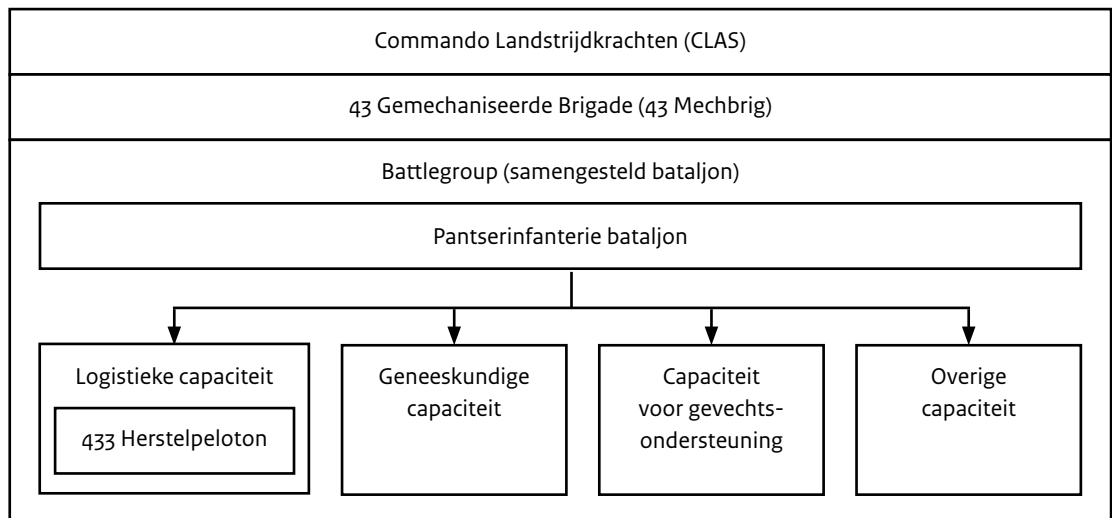 Commando Landstrijdkrachten (CLAS)
43 Gemechaniseerde Brigade (43 Mechbrig)
Battlegroup (samengesteld bataljon)
Pantserinfanterie bataljon
Logistieke capaciteit
433 Herstelpeloton
Geneeskundige
capaciteit
Capaciteit
voor gevechts-
ondersteuning
Overige
capaciteit